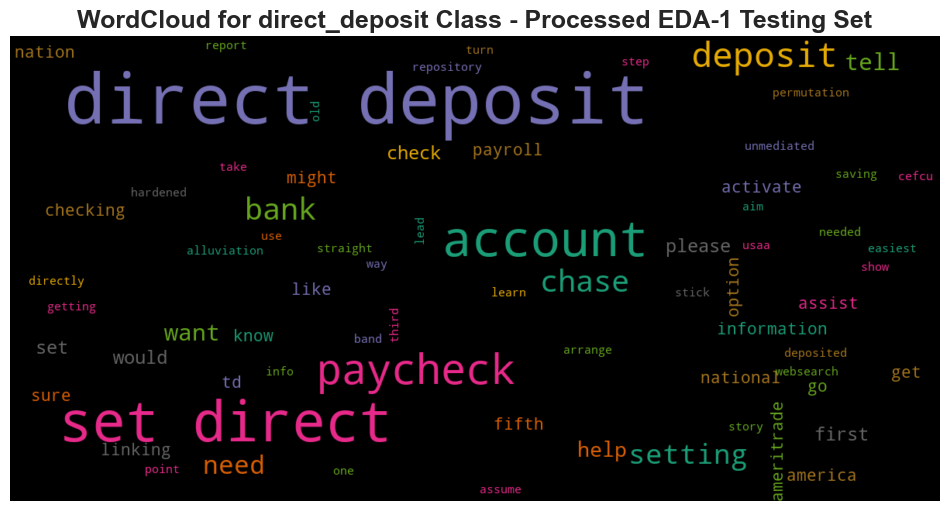 WordCloud for direct_deposit Class - Processed EDA-1 Testing Set
nation
report
turn
repository
step
deposit
tell
direct deposit
old
permutation
check
payroll
unmediated
take
might
hardened
activate
saving
cefcu
checking
bank
aim
use
lead
account
please
usaa
needed
easiest
alluviation
straight
way
show
directly
getting
like
learn
chase
stick
option
assist
want
know
third
band
information
set
would
arrange
deposited
websearch
td
info
paycheck
national
go
get
sure
set direct
fifth
story
ameritrade
first
linking
point
need
one
help
setting
america
assume